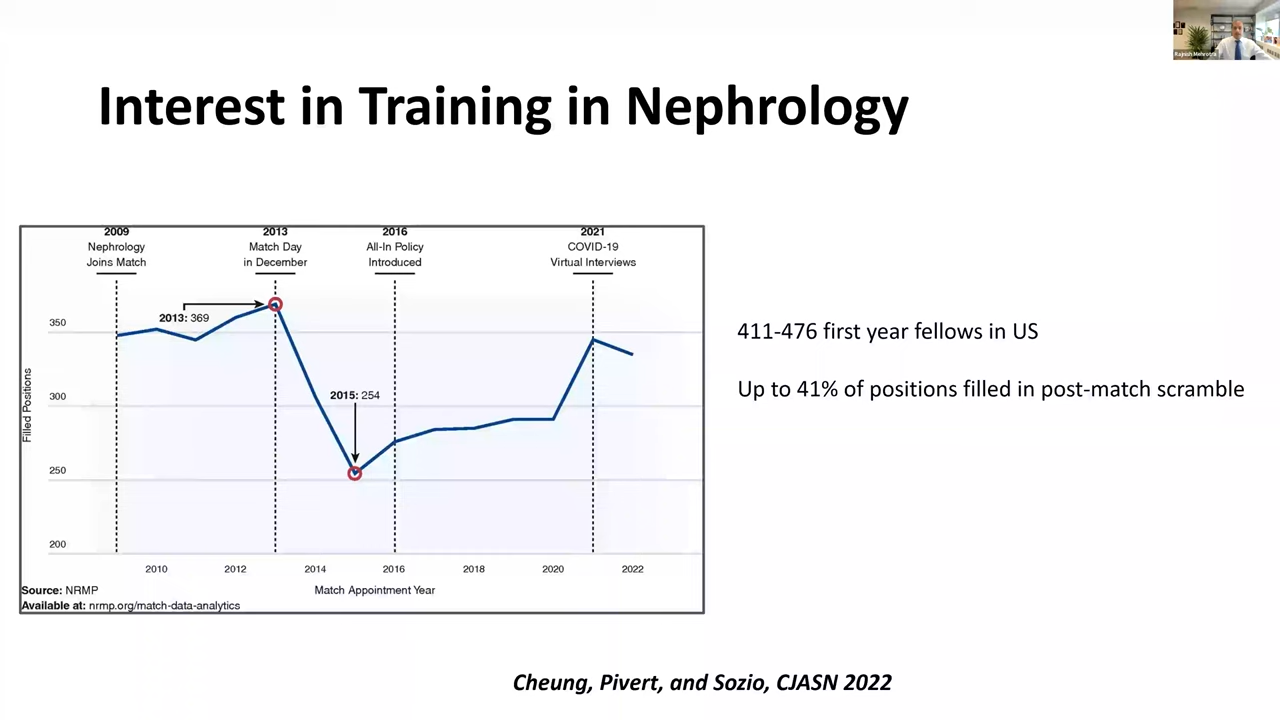 Rajnish Mehrotra
Interest in Training in Nephrology
2009
Nephrology
Joins Match
2013
Match Day
in December
2016
All-In Policy
Introduced
2021
COVID-19
Virtual Interviews
2013: 369
2015: 254
350
300
250
200
Filled Positions
2010 2012 2014 2016 2018 2020 2022
Match Appointment Year
Source: NRMP
Available at: nrmp.org/match-data-analytics
411-476 first year fellows in US
Up to 41% of positions filled in post-match scramble
Cheung, Pivert, and Sozio, CJASN 2022